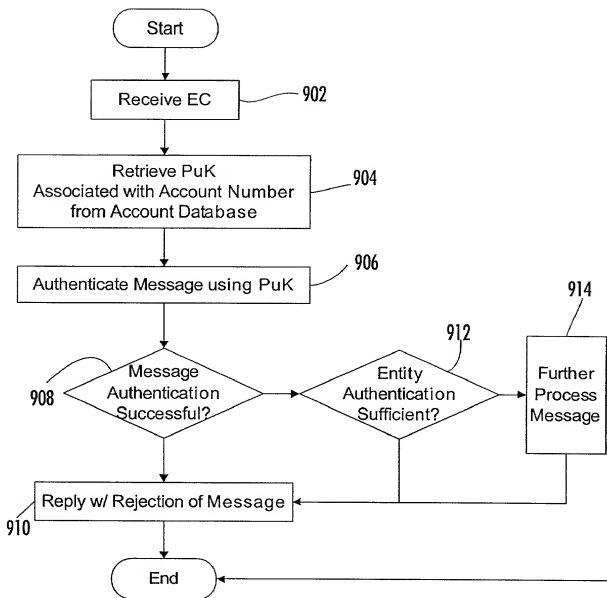 Start
Receive EC
902
Retrieve PuK
Associated with Account Number
from Account Database
904
Authenticate Message using PuK
906
Message
Authentication
Successful?
908
Entity
Authentication
Sufficient?
912
914
Further
Process
Message
Reply w/ Rejection of Message
910
End